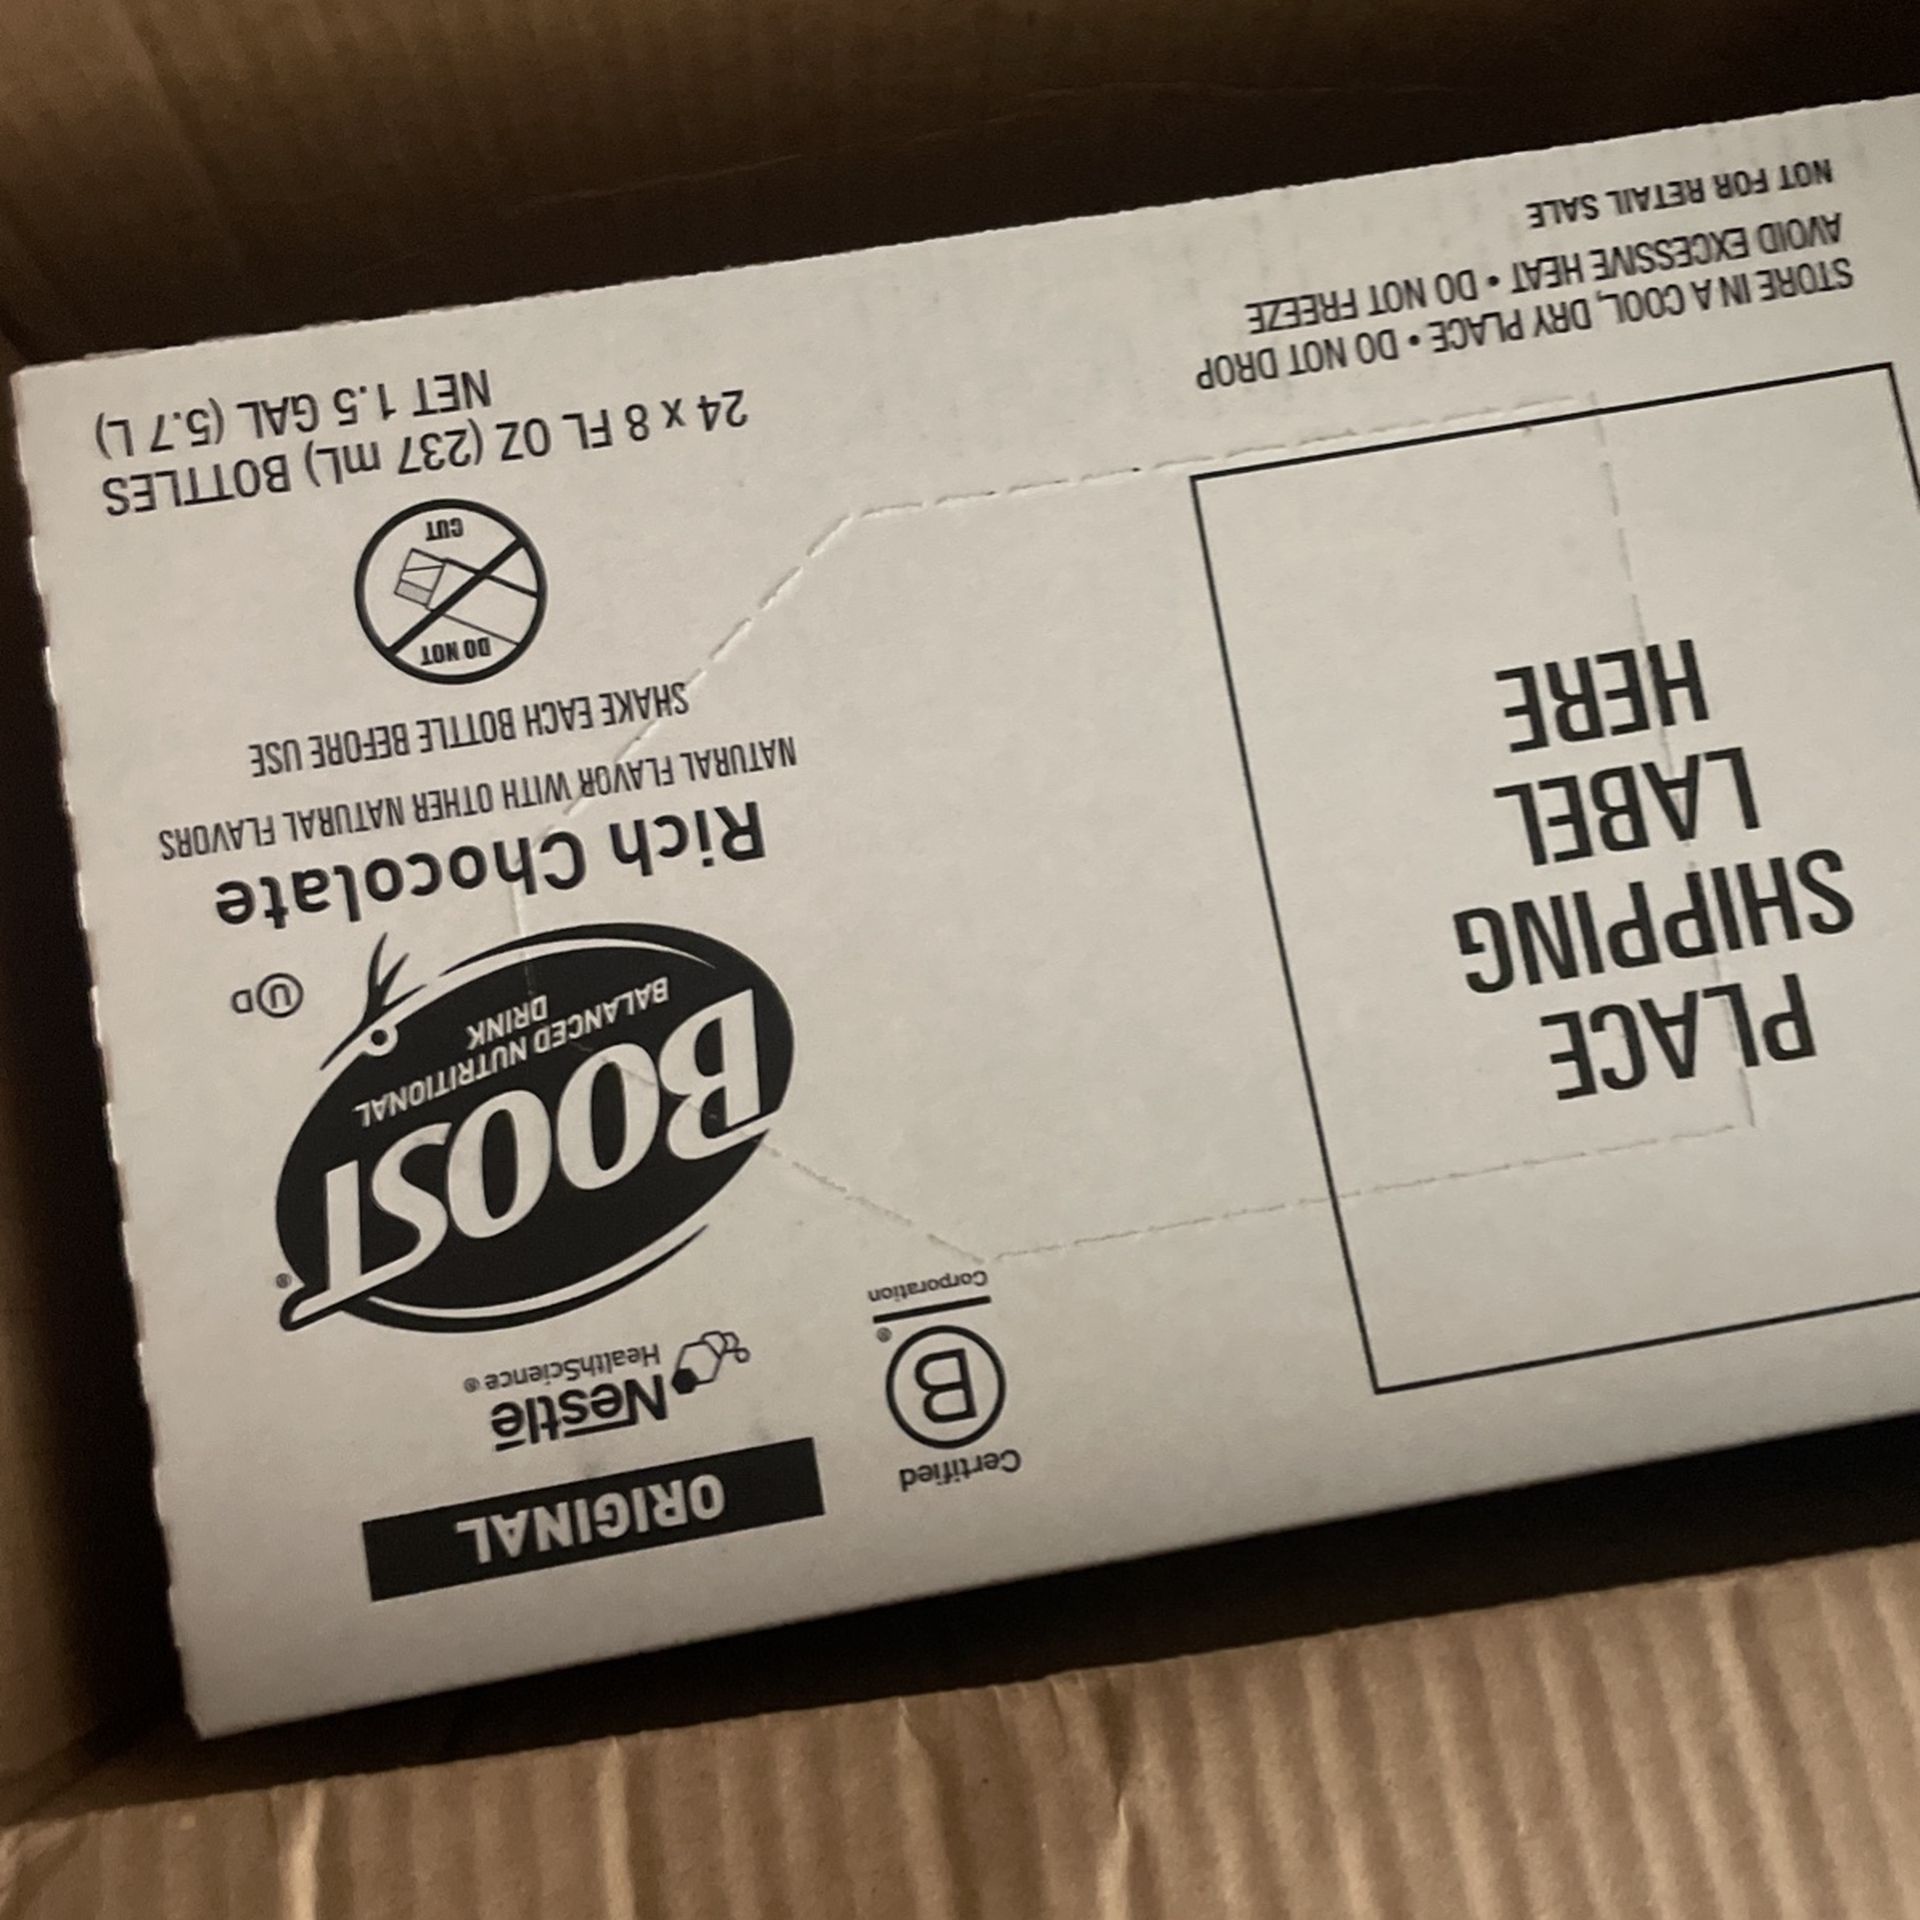 ORIGINAL
Nestlé
HealthScience®
Certified
B
®
Corporation
BOOST®
BALANCED NUTRITIONAL
DRINK
UD
Rich Chocolate
NATURAL FLAVOR WITH OTHER NATURAL FLAVORS
SHAKE EACH BOTTLE BEFORE USE
DO NOT
CUT
24 x 8 FL OZ (237 mL) BOTTLES
NET 1.5 GAL (5.7 L)
PLACE
SHIPPING
LABEL
HERE
STORE IN A COOL, DRY PLACE • DO NOT DROP
AVOID EXCESSIVE HEAT • DO NOT FREEZE
NOT FOR RETAIL SALE